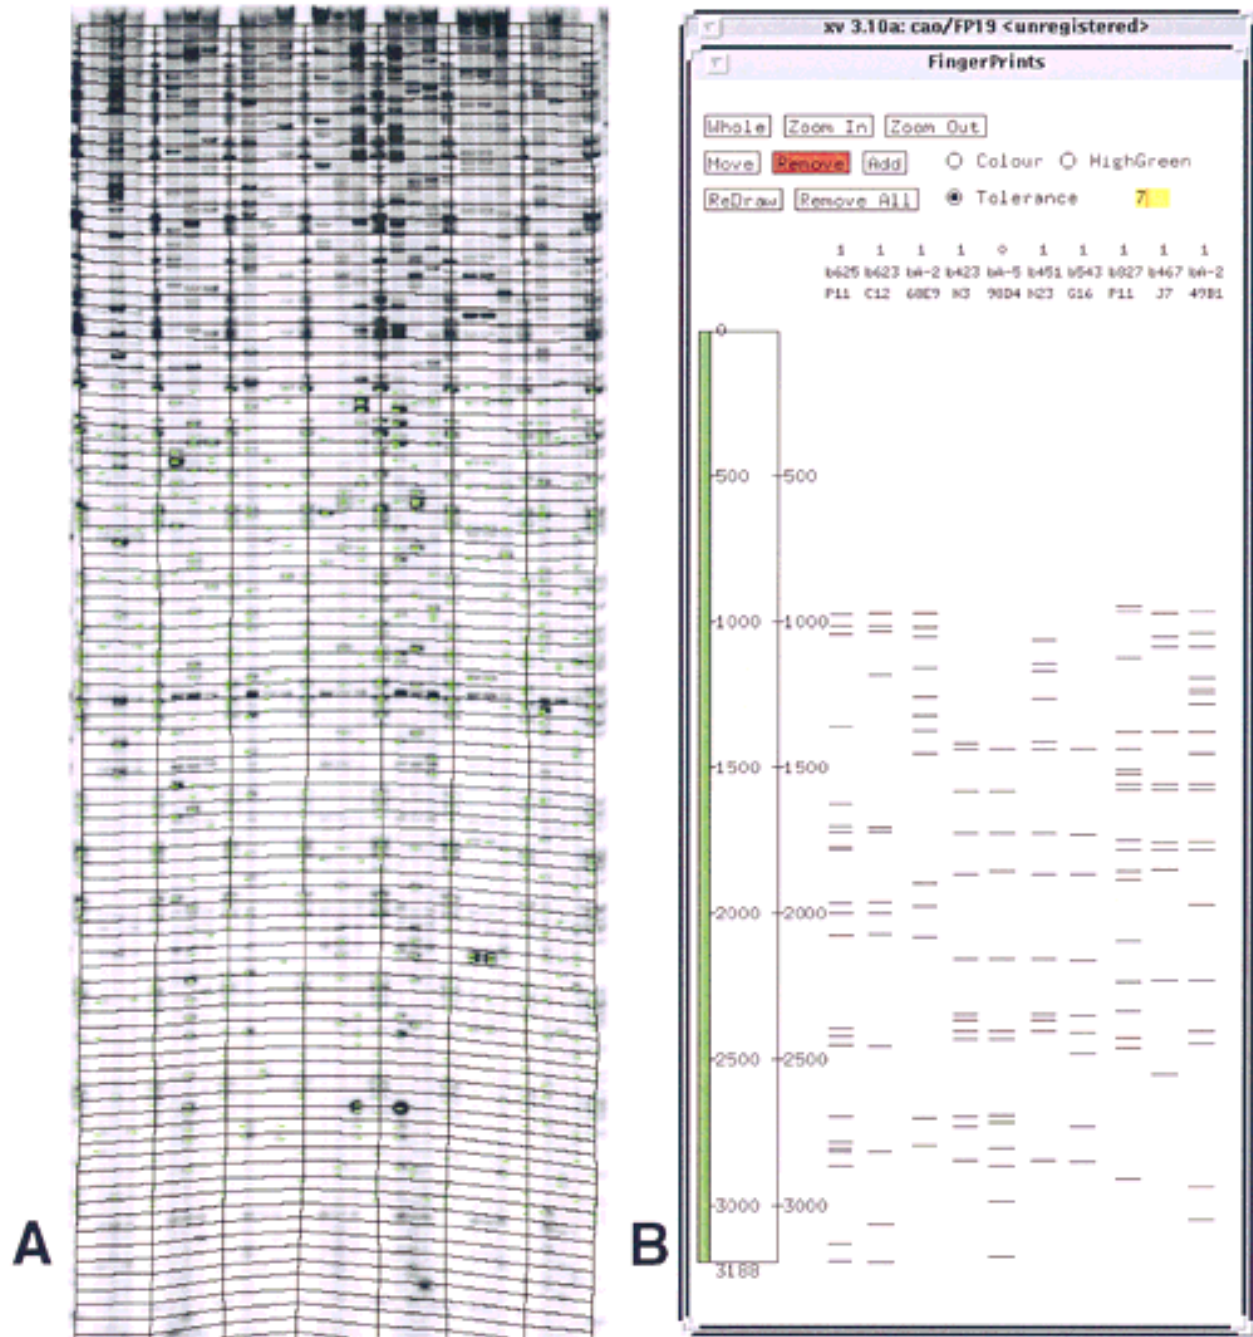 xv 3.10a: cao/FP19 <unregistered>
FingerPrints
Whole Zoom In Zoom Out
Move Remove Add Colour HighGreen
ReDraw Remove All Tolerance 7
1 1 1 1 0 1 1 1 1 1
b625 b623 bA-2 b423 bA-5 b451 b543 b827 b467 bA-2
P11 C12 68E9 N3 98D4 N23 G16 P11 J7 49B1
0
500 500
1000 1000
1500 1500
2000 2000
2500 2500
3000 3000
3188
A B